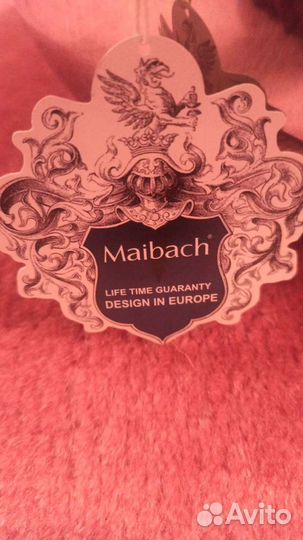 Maibach®
LIFE TIME GUARANTY
DESIGN IN EUROPE
Avito